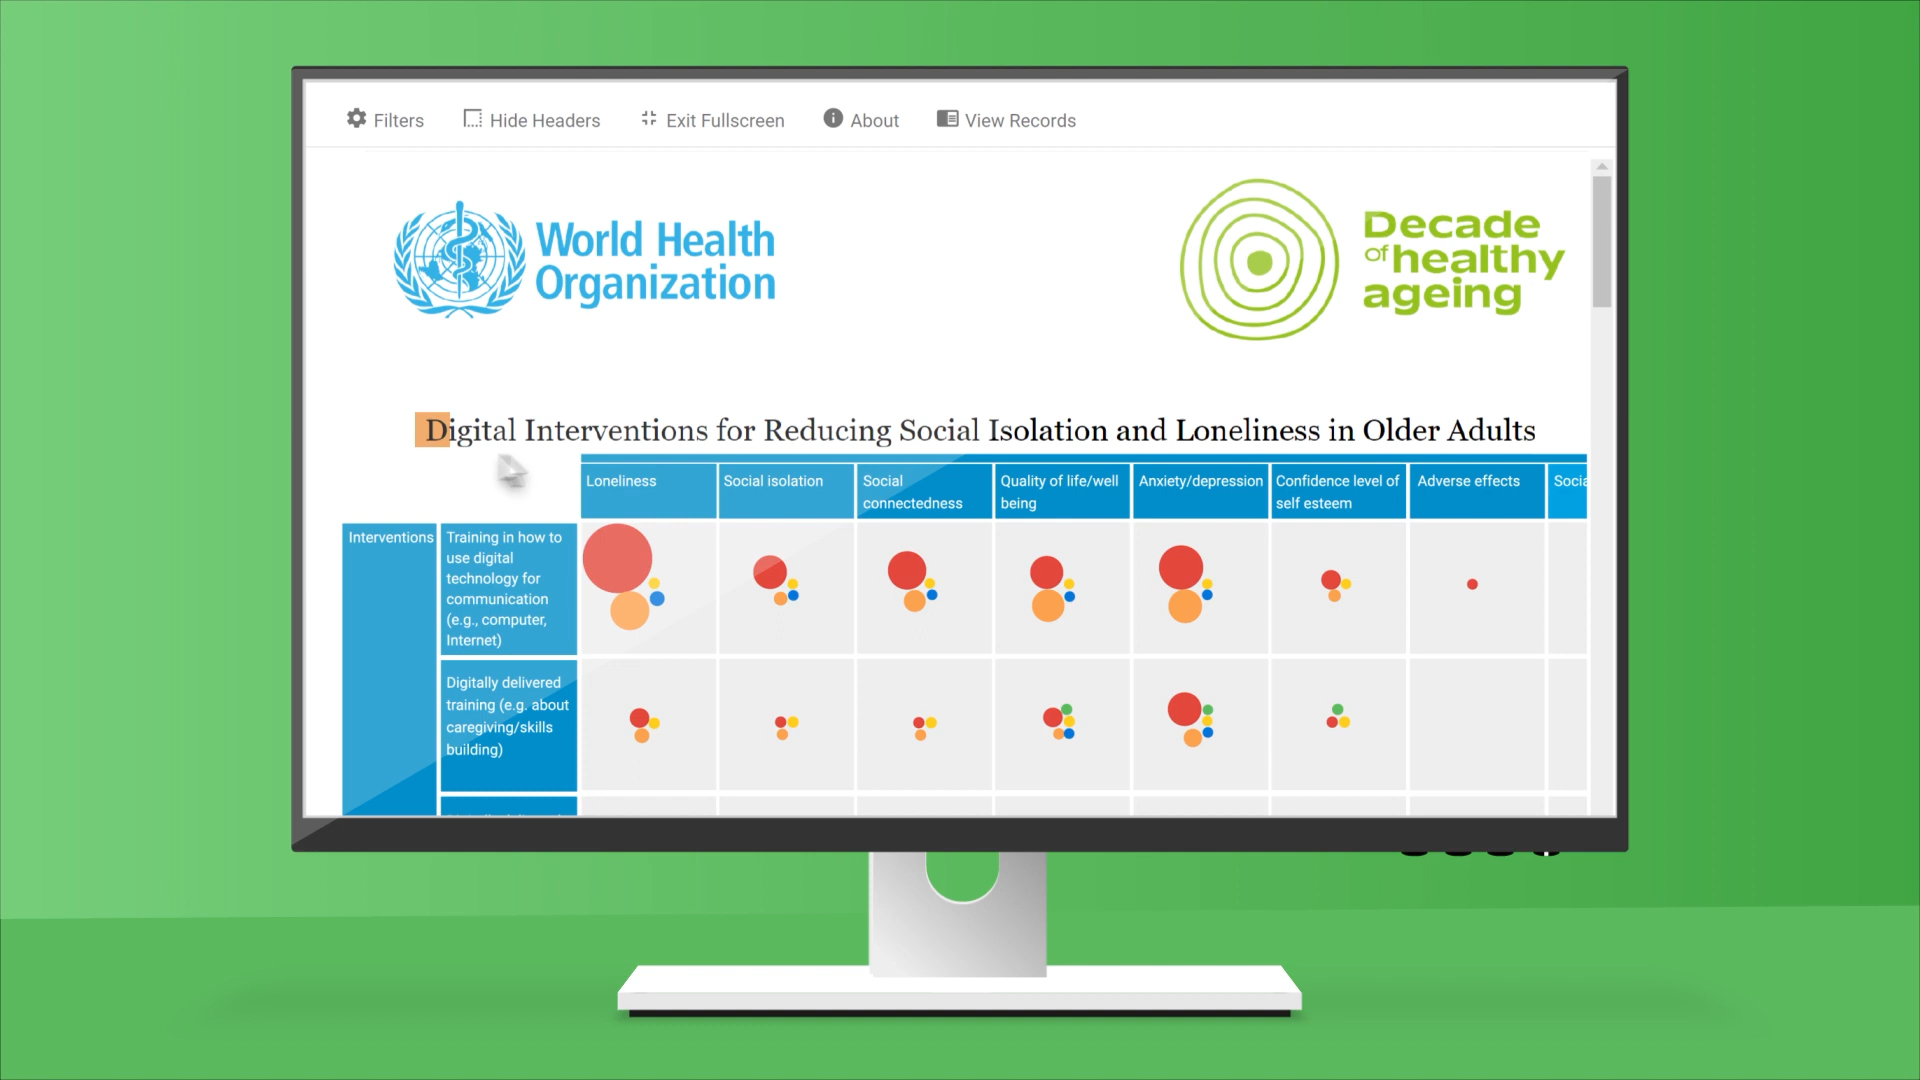 Filters Hide Headers Exit Fullscreen About View Records
World Health
Organization
Decade
of healthy
ageing
Digital Interventions for Reducing Social Isolation and Loneliness in Older Adults
Loneliness
Social isolation
Social
connectedness
Quality of life/well
being
Anxiety/depression
Confidence level of
self esteem
Adverse effects
Socia
Interventions
Training in how to
use digital
technology for
communication
(e.g., computer,
Internet)
Digitally delivered
training (e.g. about
caregiving/skills
building)